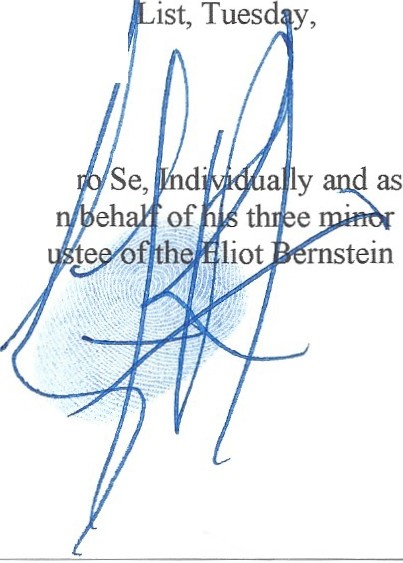 List, Tuesday,
ro Se, Individually and as
n behalf of his three minor
ustee of the Eliot Bernstein